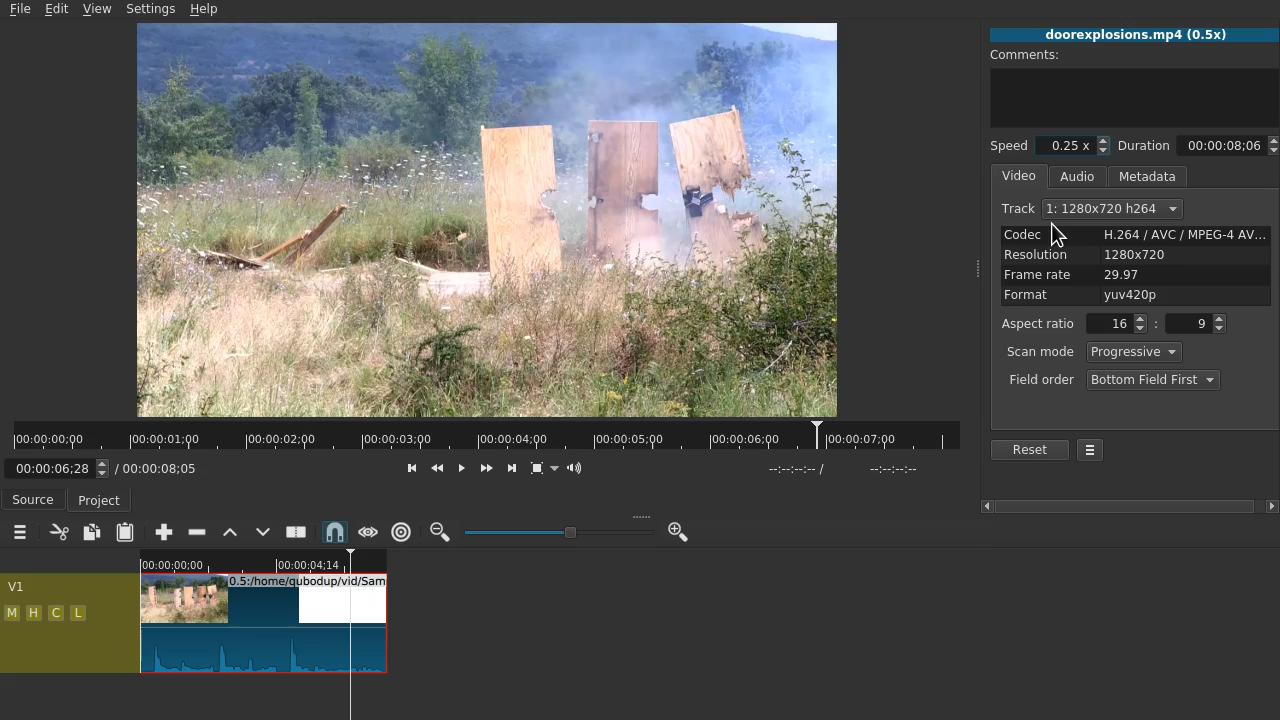 File Edit View Settings Help
doorexplosions.mp4 (0.5x)
Comments:
Speed 0.25 x Duration 00:00:08;06
Video Audio Metadata
Track 1: 1280x720 h264
Codec H.264 / AVC / MPEG-4 AV...
Resolution 1280x720
Frame rate 29.97
Format yuv420p
Aspect ratio 16 : 9
Scan mode Progressive
Field order Bottom Field First
Reset
00:00:00;00 00:00:01;00 00:00:02;00 00:00:03;00 00:00:04;00 00:00:05;00 00:00:06;00 00:00:07;00
00:00:06;28 / 00:00:08;05 --:--:--:-- / --:--:--:--
Source Project
00:00:00;00 00:00:04;14
V1
0.5:/home/qubodup/vid/Sam
M H C L